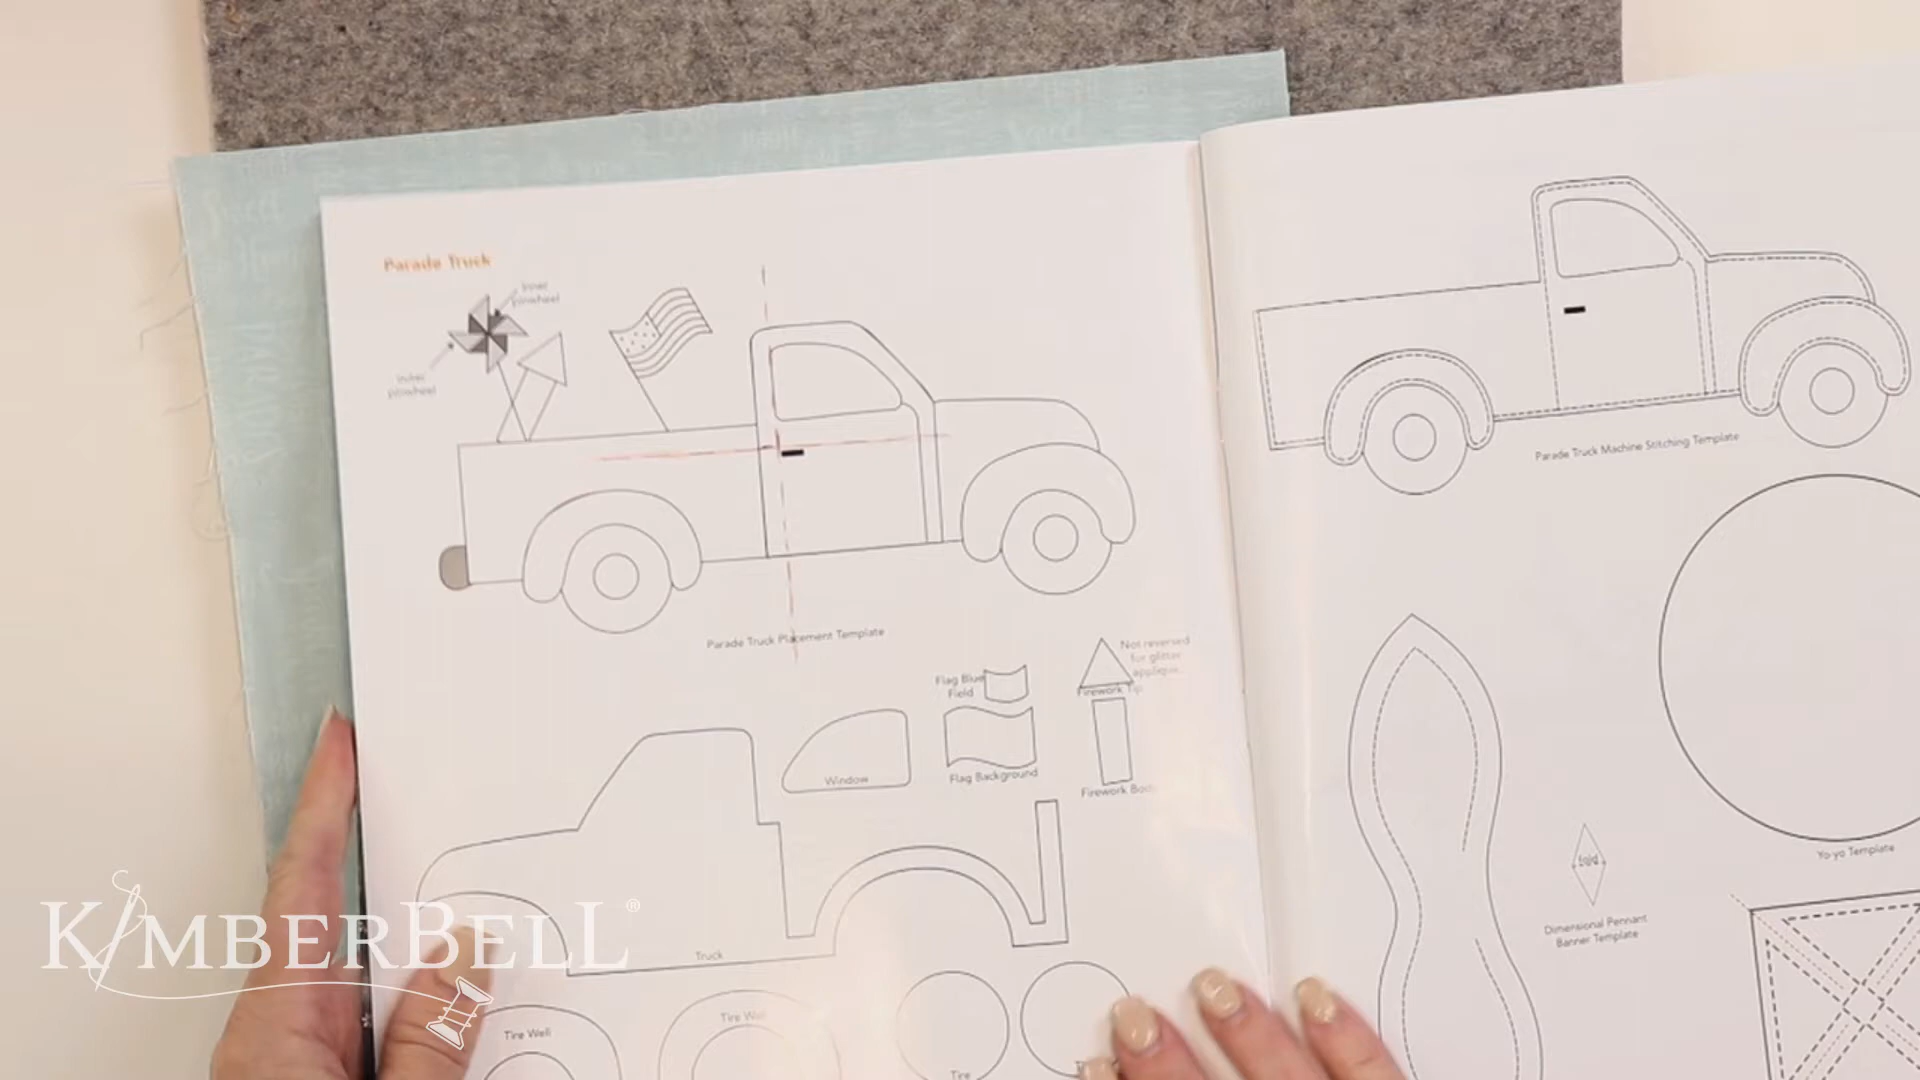 Parade Truck
inner
pinwheel
pinwheel
Parade Truck Placement Template
Flag Blue
Field
Not reversed
for glitter
applique.
Firework Tip
Window
Flag Background
Firework Body
Truck
Tire Well
Tire Well
Tire
Parade Truck Machine Stitching Template
Yo-yo Template
fold
Dimensional Pennant
Banner Template
KIMBERBELL®